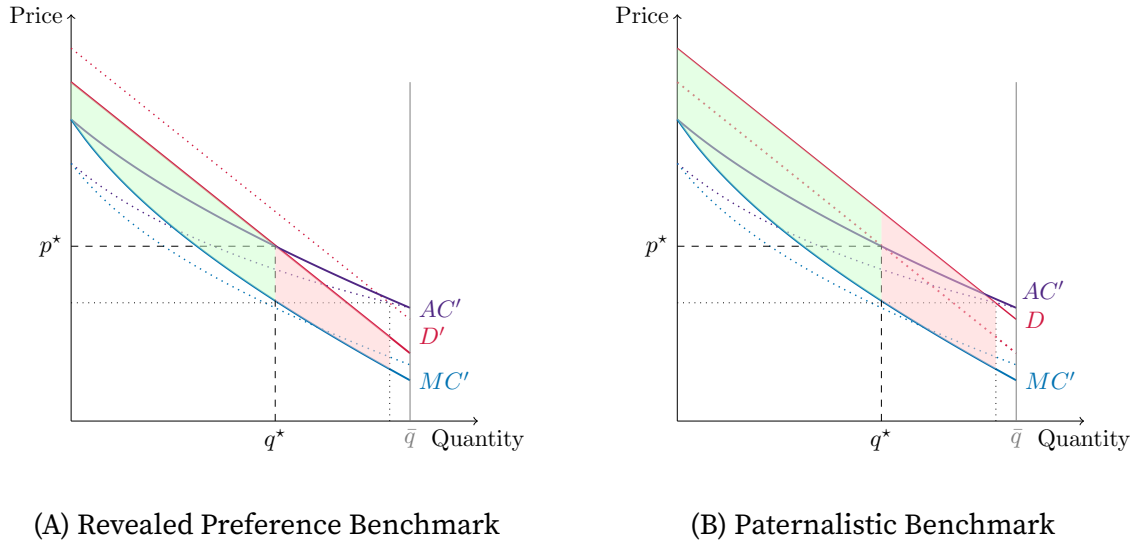 Price
p⋆
AC′
D′
MC′
q⋆
q̄
Quantity
(A) Revealed Preference Benchmark
Price
p⋆
AC′
D
MC′
q⋆
q̄
Quantity
(B) Paternalistic Benchmark